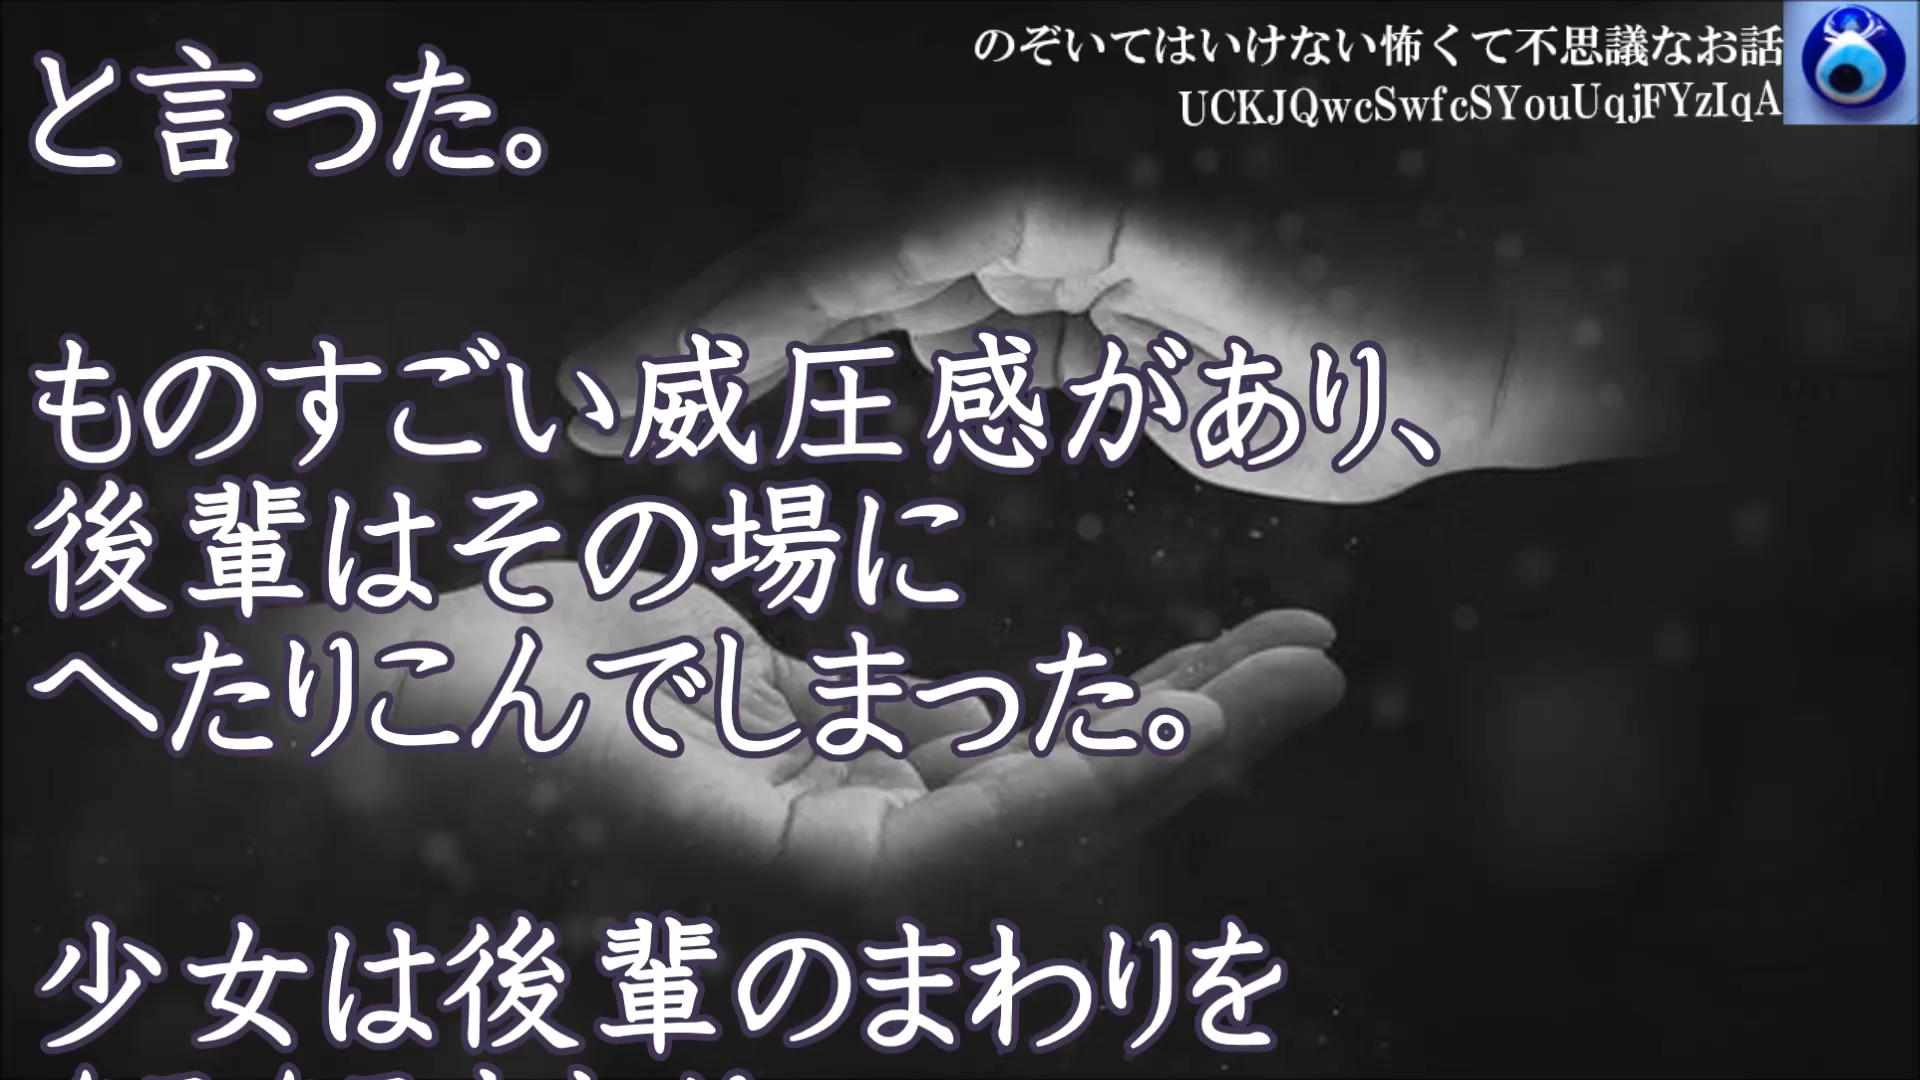 のぞいてはいけない怖くて不思議なお話
UCKJQwcSwfcSYouUqjFYzIqA
と言った。
ものすごい威圧感があり、
後輩はその場に
へたりこんでしまった。
少女は後輩のまわりを